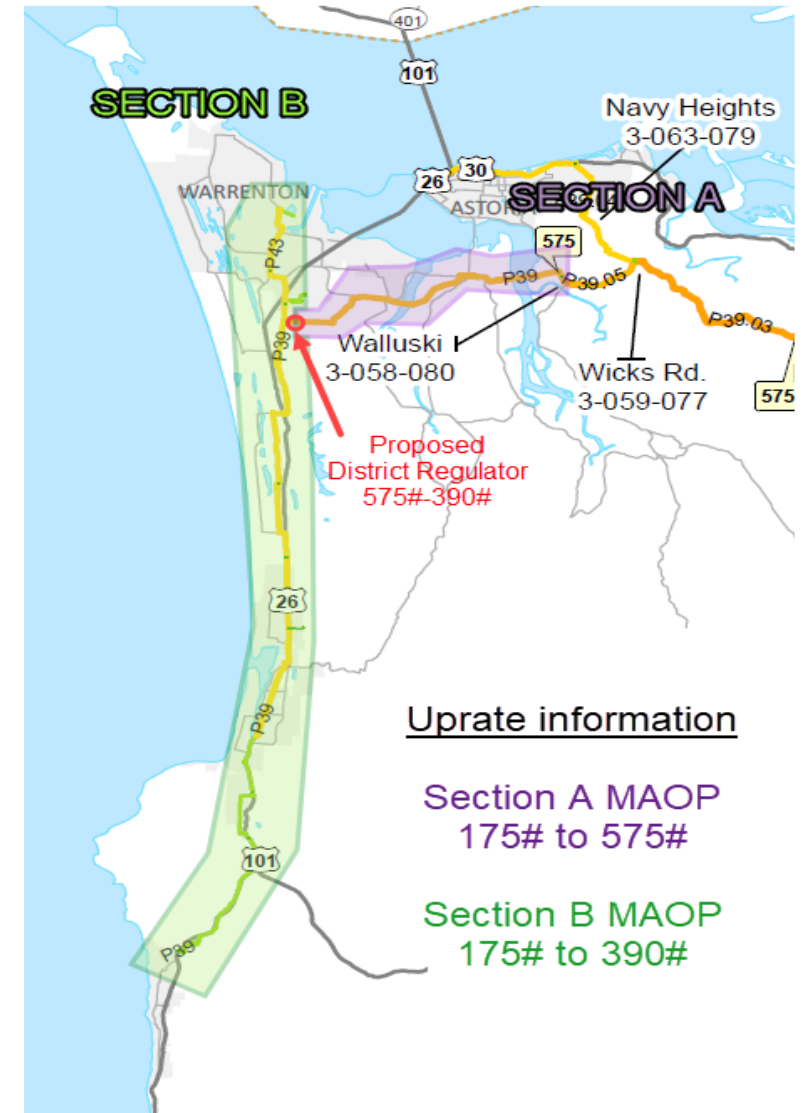 401
101
SECTION B
Navy Heights
3-063-079
30
26
WARRENTON
SECTION A
575
P43
P39
P39.05
P39.03
P39
Walluski
3-058-080
Wicks Rd.
3-059-077
575
Proposed
District Regulator
575#-390#
26
P39
Uprate information
Section A MAOP
175# to 575#
101
Section B MAOP
175# to 390#
P39